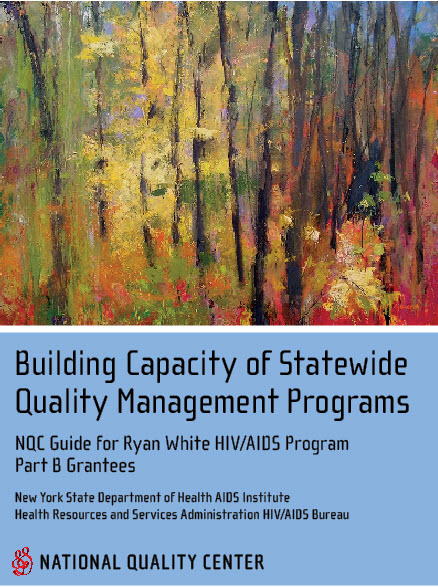 Building Capacity of Statewide
Quality Management Programs
NQC Guide for Ryan White HIV/AIDS Program
Part B Grantees
New York State Department of Health AIDS Institute
Health Resources and Services Administration HIV/AIDS Bureau
NATIONAL QUALITY CENTER